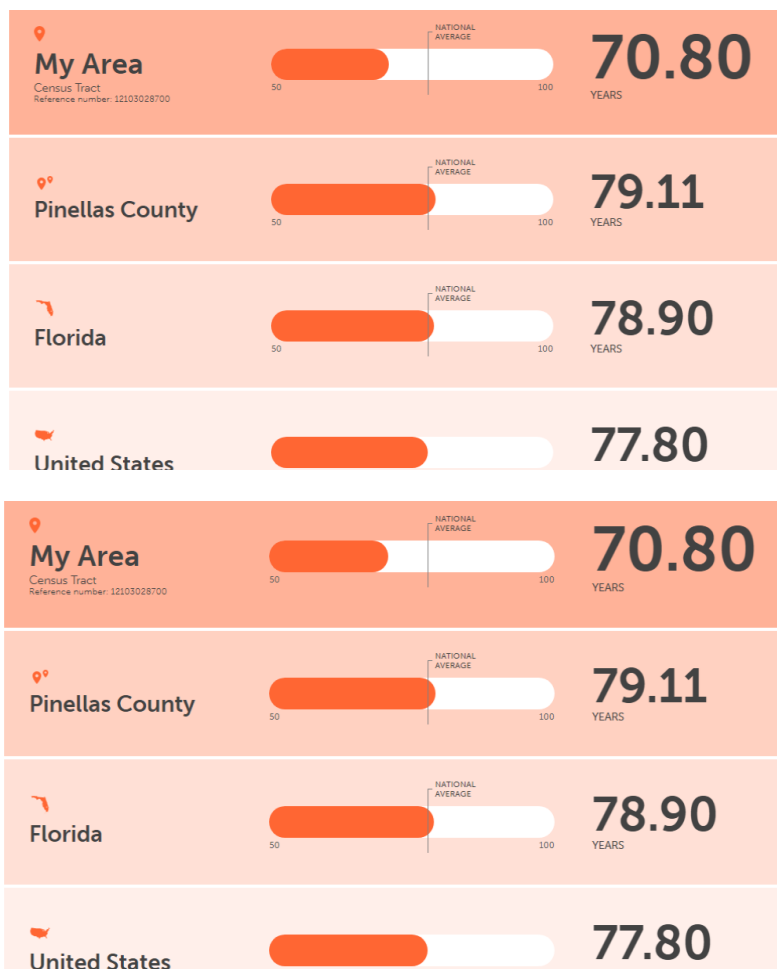 NATIONAL
AVERAGE
My Area
Census Tract
Reference number: 12103028700
50
100
70.80
YEARS
NATIONAL
AVERAGE
Pinellas County
50
100
79.11
YEARS
NATIONAL
AVERAGE
Florida
50
100
78.90
YEARS
United States
77.80
NATIONAL
AVERAGE
My Area
Census Tract
Reference number: 12103028700
50
100
70.80
YEARS
NATIONAL
AVERAGE
Pinellas County
50
100
79.11
YEARS
NATIONAL
AVERAGE
Florida
50
100
78.90
YEARS
United States
77.80